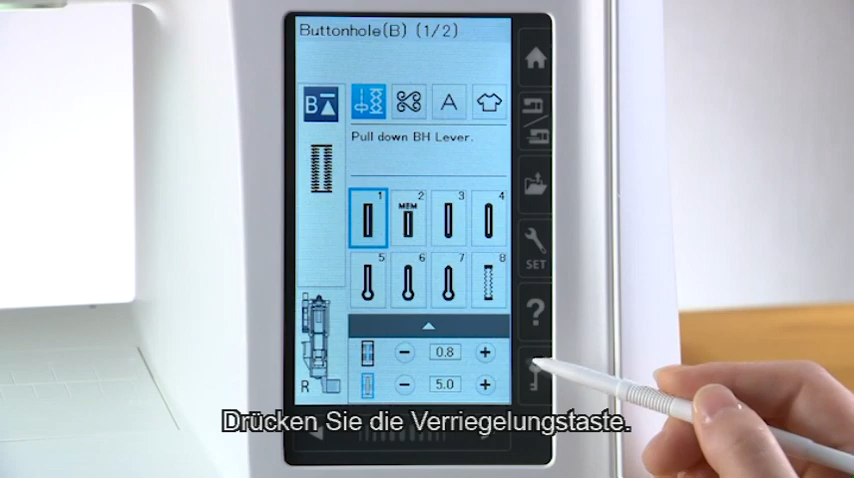 Buttonhole(B) (1/2)
B
A
Pull down BH Lever.
1
MEM 2
3
4
5
6
7
8
SET
?
0.8
R
5.0
Drücken Sie die Verriegelungstaste.